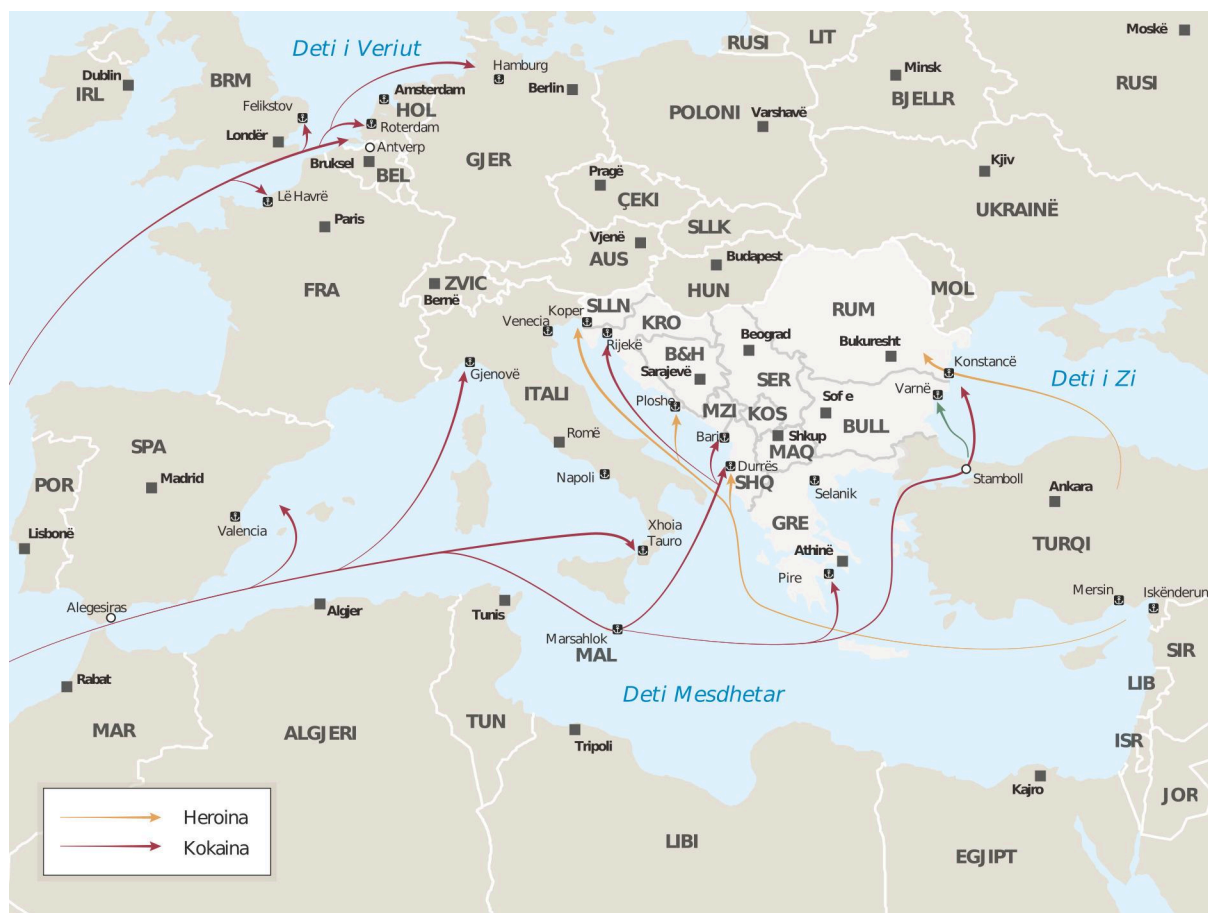 Deti i Veriut
RUSI
LIT
Moskë
Dublin
IRL
BRM
Hamburg
Minsk
BJELLR
RUSI
Felikstov
Amsterdam
HOL
Berlin
POLONI
Varshavë
Londër
Roterdam
Antverp
Bruksel
BEL
GJER
Kjiv
Pragë
ÇEKI
UKRAINË
Lë Havrë
Paris
SLLK
Vjenë
AUS
Budapest
HUN
MOL
FRA
ZVIC
Bernë
SLLN
Koper
Venecia
KRO
Rijekë
RUM
Beograd
Bukuresht
Konstancë
Deti i Zi
Gjenovë
B&H
Sarajevë
SER
Varnë
ITALI
Ploshe
MZI
KOS
Sof e
BULL
SPA
Romë
Bari
Shkup
MAQ
Madrid
POR
Napoli
Durrës
SHQ
Selanik
Stamboll
Ankara
Lisbonë
Valencia
Xhoia
Tauro
GRE
Athinë
TURQI
Pire
Alegesiras
Algjer
Tunis
Mersin
Iskënderun
Marsahlok
MAL
SIR
Rabat
Deti Mesdhetar
LIB
MAR
ALGJERI
TUN
Tripoli
ISR
Kajro
JOR
Heroina
Kokaina
LIBI
EGJIPT